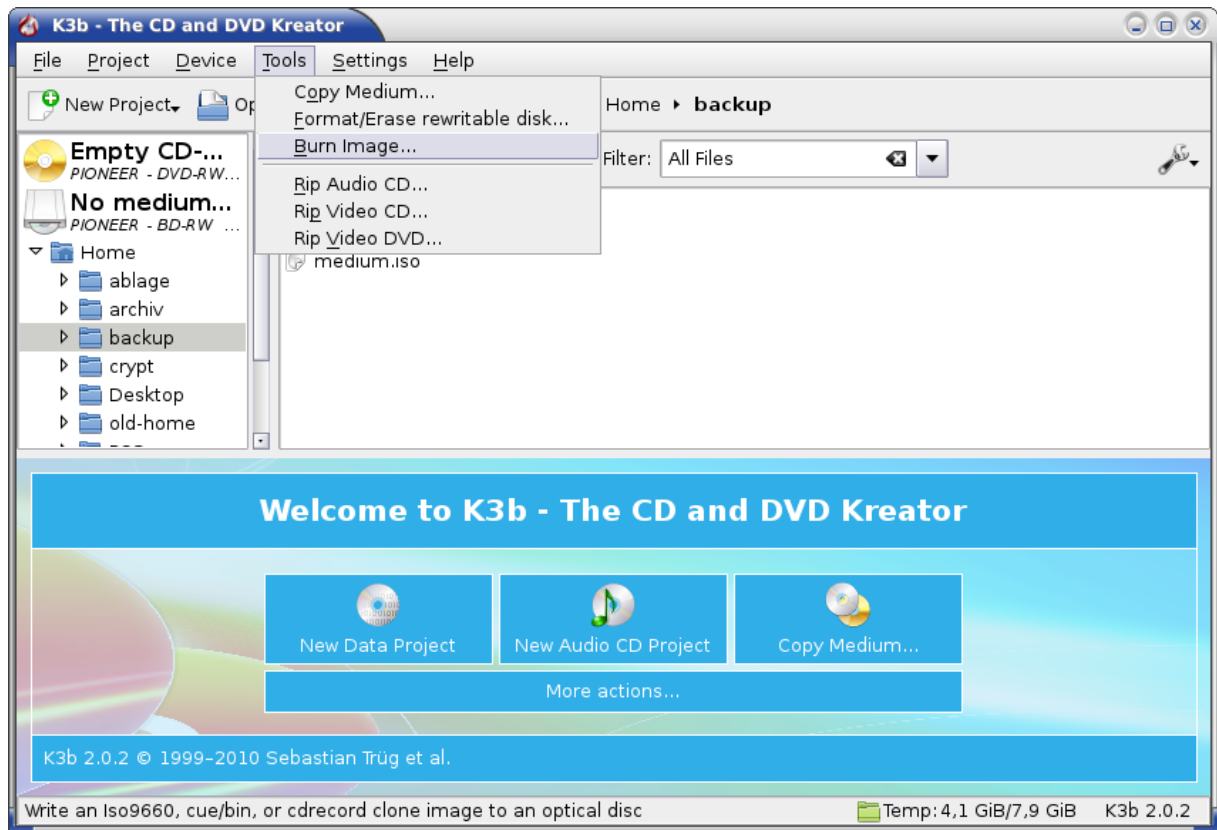 K3b - The CD and DVD Kreator
File Project Device Tools Settings Help
New Project
Home backup
Copy Medium...
Format/Erase rewritable disk...
Burn Image...
Rip Audio CD...
Rip Video CD...
Rip Video DVD...
Filter: All Files
Empty CD-...
PIONEER - DVD-RW...
No medium...
PIONEER - BD-RW ...
Home
ablage
archiv
backup
crypt
Desktop
old-home
medium.iso
Welcome to K3b - The CD and DVD Kreator
New Data Project New Audio CD Project Copy Medium...
More actions...
K3b 2.0.2 © 1999–2010 Sebastian Trüg et al.
Write an Iso9660, cue/bin, or cdrecord clone image to an optical disc Temp: 4,1 GiB/7,9 GiB K3b 2.0.2